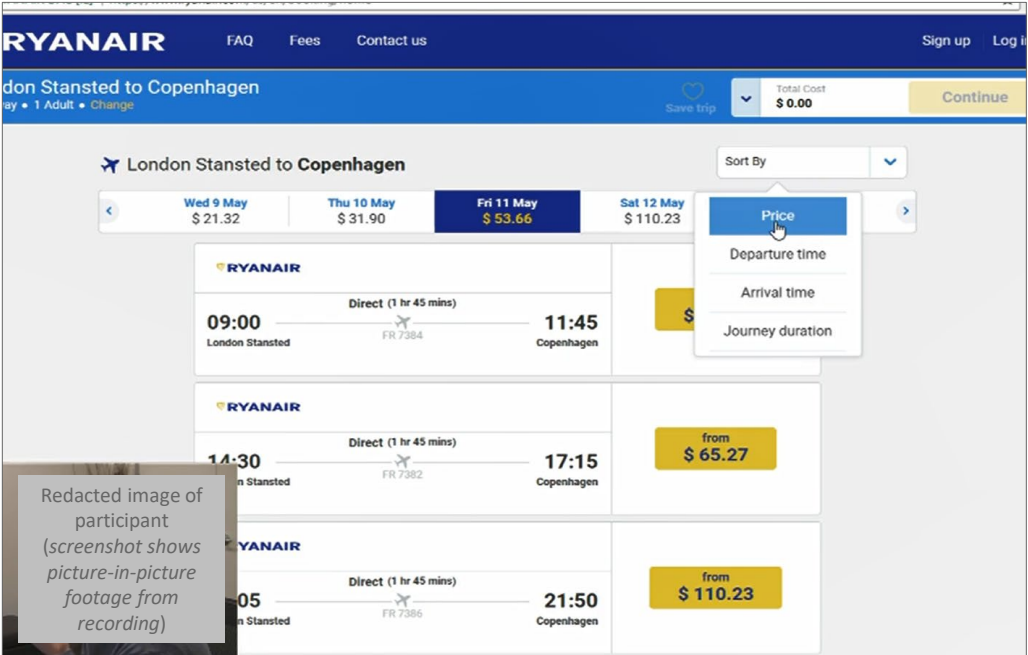 RYANAIR FAQ Fees Contact us Sign up Log i
don Stansted to Copenhagen
ay • 1 Adult • Change
Save trip
Total Cost
$ 0.00
Continue
London Stansted to Copenhagen
Sort By
Wed 9 May
$ 21.32
Thu 10 May
$ 31.90
Fri 11 May
$ 53.66
Sat 12 May
$ 110.23
Price
Departure time
Arrival time
Journey duration
RYANAIR
Direct (1 hr 45 mins)
09:00 11:45
FR 7384
London Stansted Copenhagen
$
RYANAIR
Direct (1 hr 45 mins)
14:30 17:15
FR 7382
n Stansted Copenhagen
from
$ 65.27
YANAIR
Direct (1 hr 45 mins)
05 21:50
FR 7386
n Stansted Copenhagen
from
$ 110.23
Redacted image of
participant
(screenshot shows
picture-in-picture
footage from
recording)